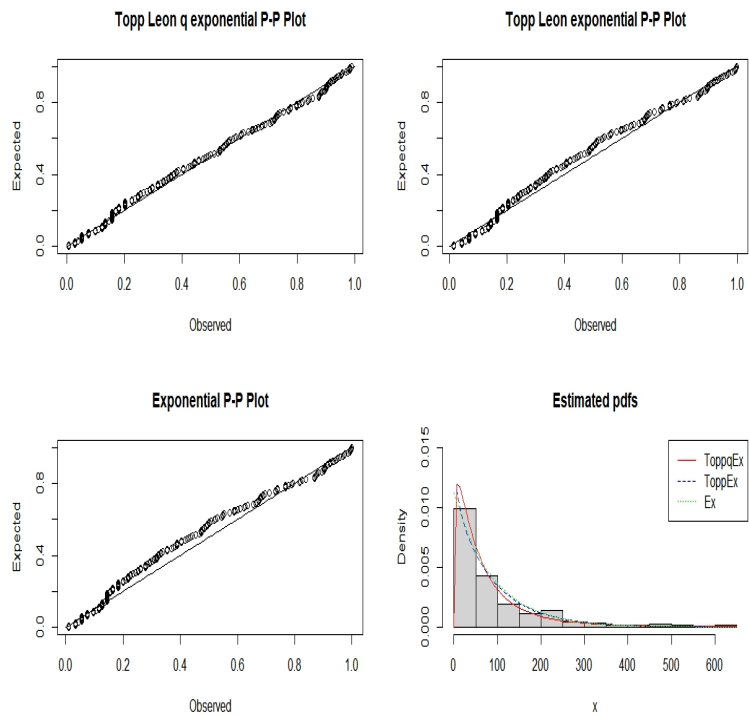 Topp Leon q exponential P-P Plot
Expected
0.0 0.4 0.8
0.0 0.2 0.4 0.6 0.8 1.0
Observed
Topp Leon exponential P-P Plot
Expected
0.0 0.4 0.8
0.0 0.2 0.4 0.6 0.8 1.0
Observed
Exponential P-P Plot
Expected
0.0 0.4 0.8
0.0 0.2 0.4 0.6 0.8 1.0
Observed
Estimated pdfs
Density
0.000 0.005 0.010 0.015
ToppqEx
ToppEx
Ex
0 100 200 300 400 500 600
x